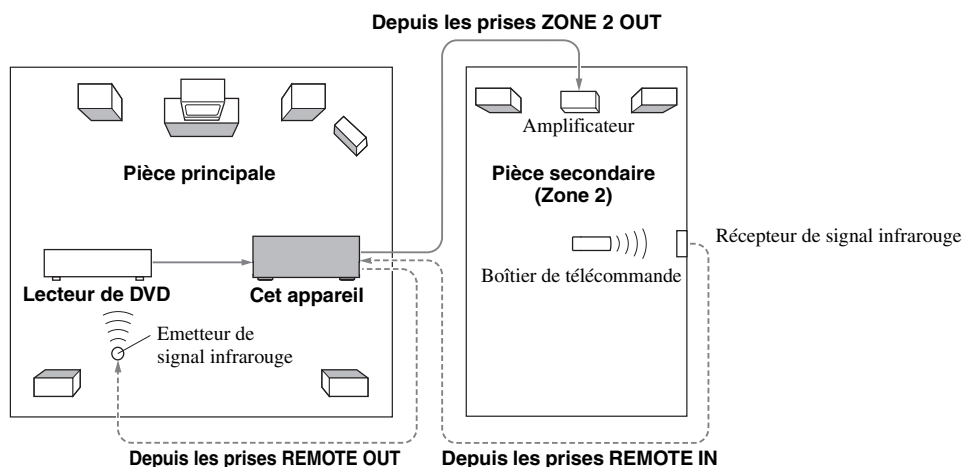 Depuis les prises ZONE 2 OUT
Amplificateur
Pièce principale
Pièce secondaire
(Zone 2)
Récepteur de signal infrarouge
Boîtier de télécommande
Lecteur de DVD
Cet appareil
Emetteur de
signal infrarouge
Depuis les prises REMOTE OUT
Depuis les prises REMOTE IN